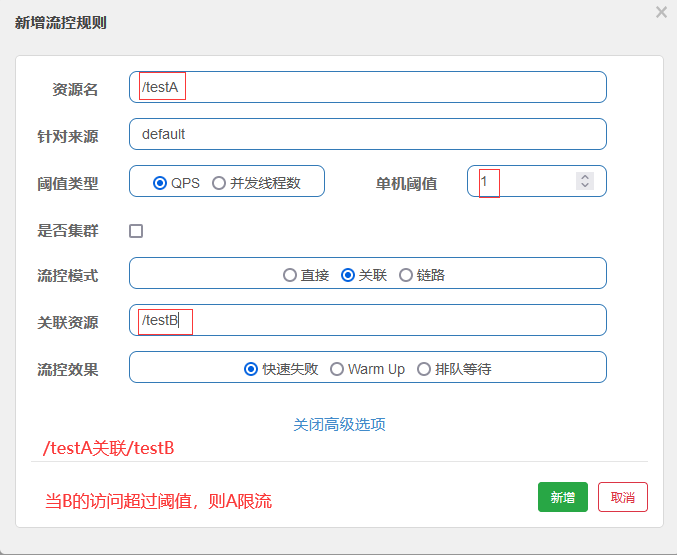 新增流控规则
×
资源名 /testA
针对来源 default
阈值类型 QPS 并发线程数 单机阈值 1
是否集群
流控模式 直接 关联 链路
关联资源 /testB
流控效果 快速失败 Warm Up 排队等待
关闭高级选项
/testA关联/testB
当B的访问超过阈值，则A限流
新增 取消